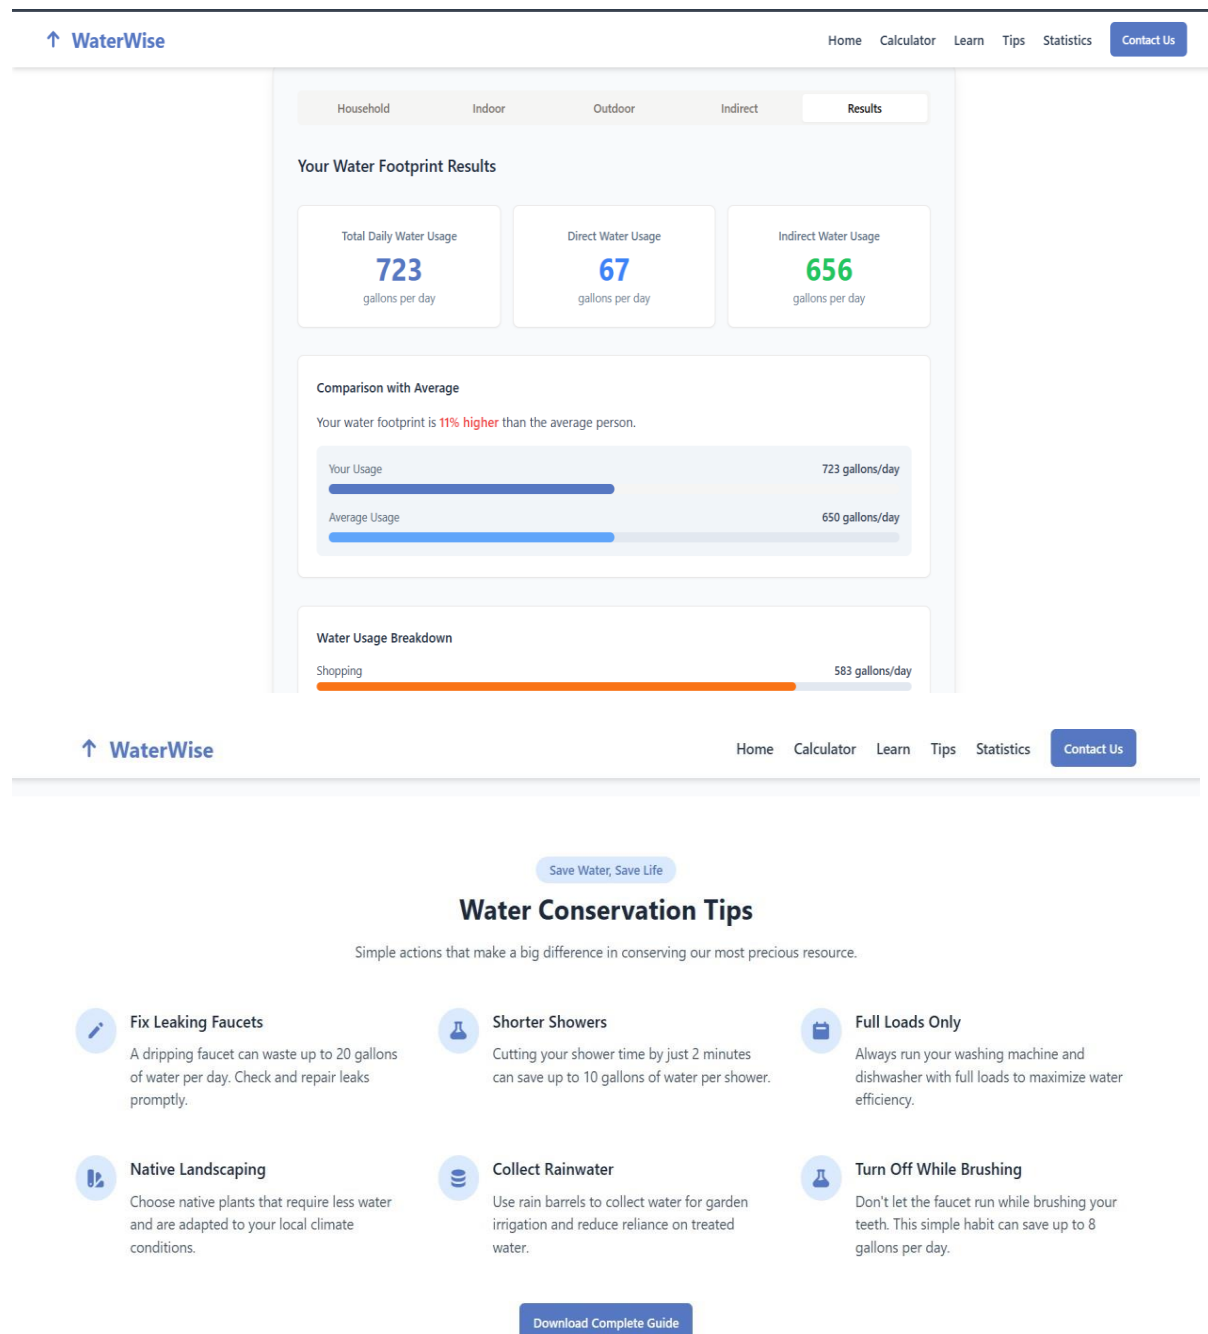 WaterWise
Home Calculator Learn Tips Statistics Contact Us
Household Indoor Outdoor Indirect Results
Your Water Footprint Results
Total Daily Water Usage
723
gallons per day
Direct Water Usage
67
gallons per day
Indirect Water Usage
656
gallons per day
Comparison with Average
Your water footprint is 11% higher than the average person.
Your Usage 723 gallons/day
Average Usage 650 gallons/day
Water Usage Breakdown
Shopping 583 gallons/day
WaterWise
Home Calculator Learn Tips Statistics Contact Us
Save Water, Save Life
Water Conservation Tips
Simple actions that make a big difference in conserving our most precious resource.
Fix Leaking Faucets
A dripping faucet can waste up to 20 gallons
of water per day. Check and repair leaks
promptly.
Shorter Showers
Cutting your shower time by just 2 minutes
can save up to 10 gallons of water per shower.
Full Loads Only
Always run your washing machine and
dishwasher with full loads to maximize water
efficiency.
Native Landscaping
Choose native plants that require less water
and are adapted to your local climate
conditions.
Collect Rainwater
Use rain barrels to collect water for garden
irrigation and reduce reliance on treated
water.
Turn Off While Brushing
Don't let the faucet run while brushing your
teeth. This simple habit can save up to 8
gallons per day.
Download Complete Guide